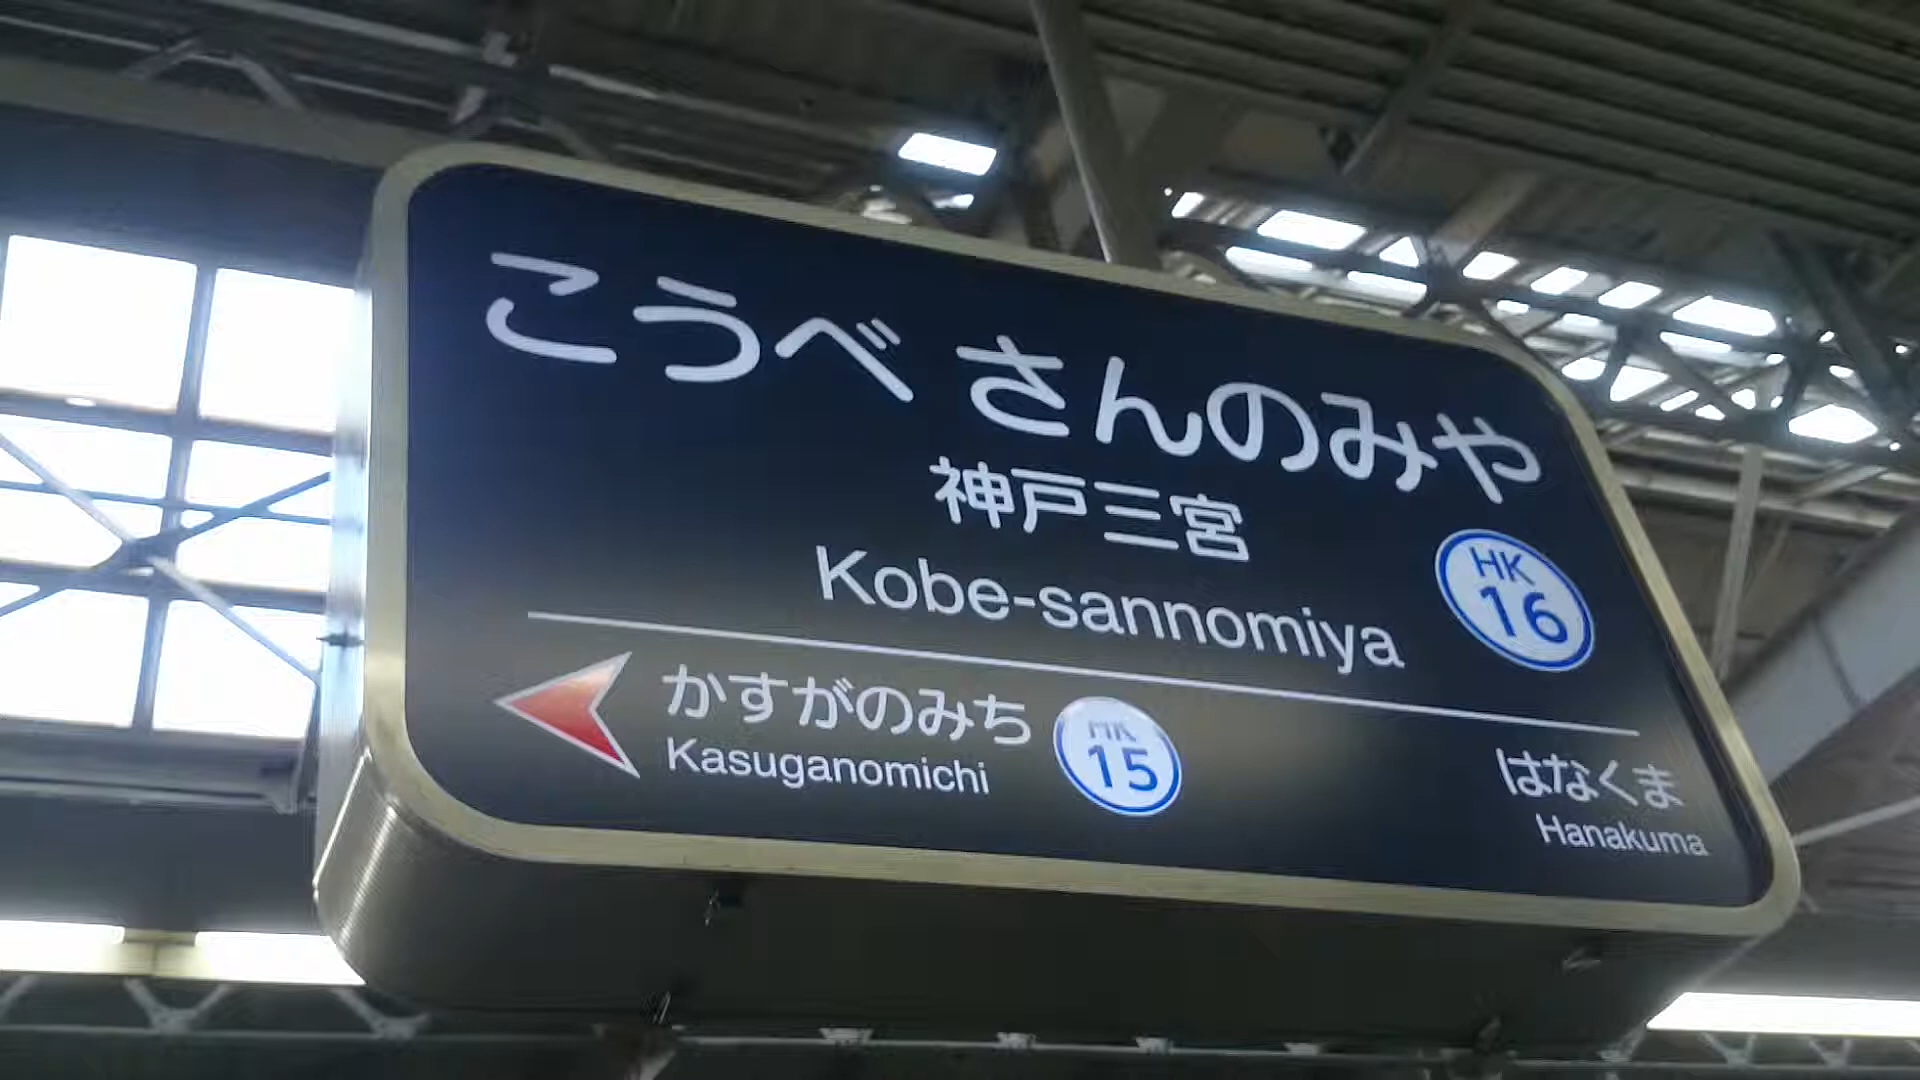 こうべ さんのみや
神戸三宮
Kobe-sannomiya
HK
16
かすがのみち
Kasuganomichi
HK
15
はなくま
Hanakuma